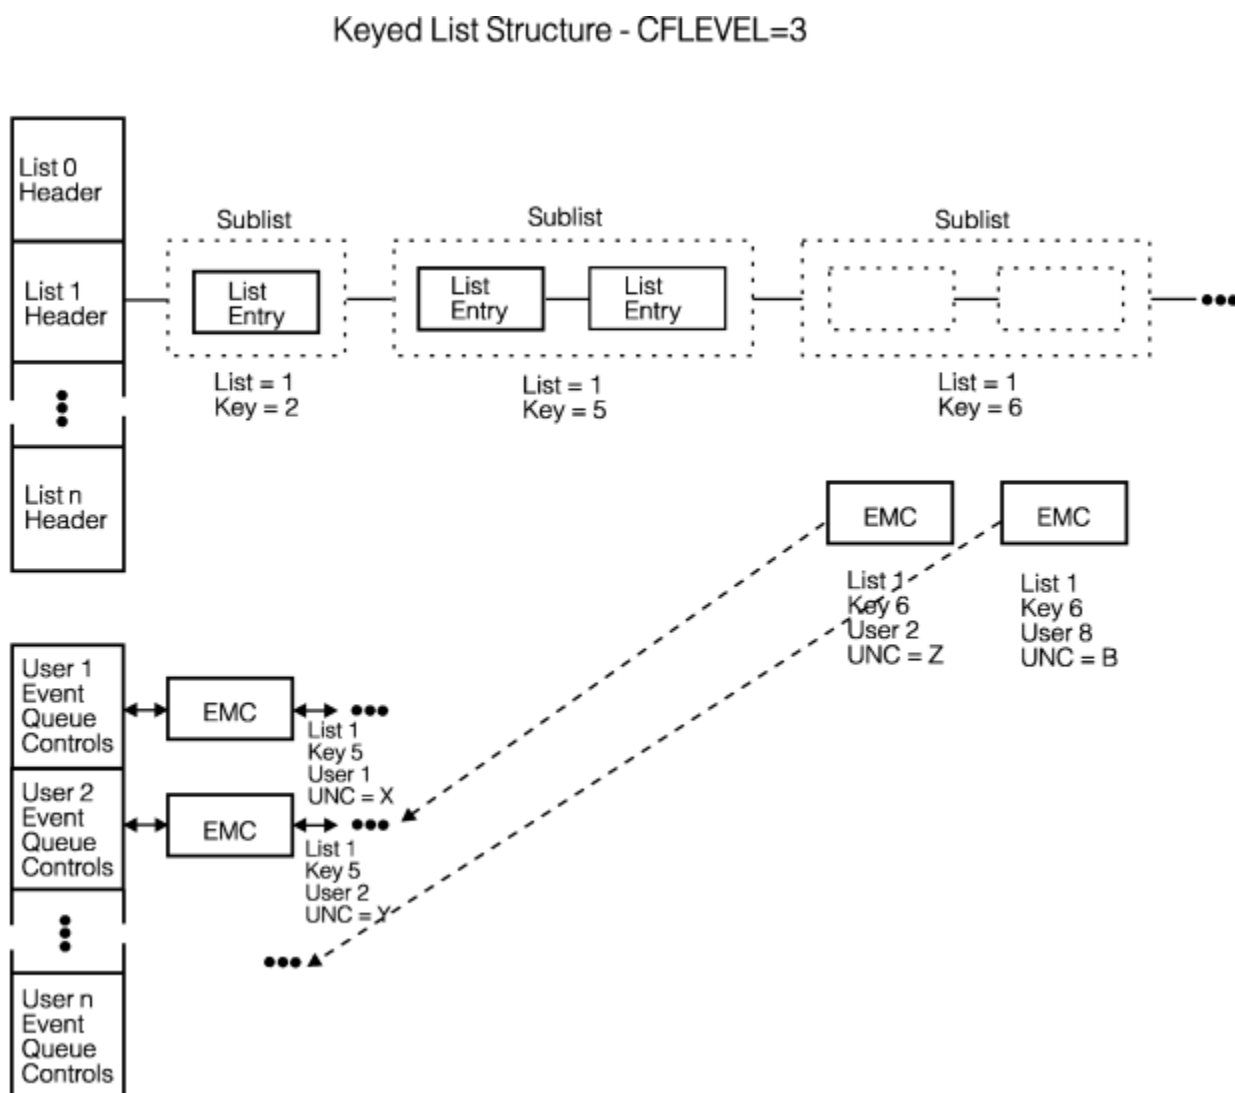 Keyed List Structure - CFLEVEL=3
List 0
Header
Sublist
Sublist
Sublist
List 1
Header
List
Entry
List
Entry
List
Entry
List = 1
Key = 2
List = 1
Key = 5
List = 1
Key = 6
List n
Header
EMC
EMC
List 1
Key 6
User 2
UNC = Z
List 1
Key 6
User 8
UNC = B
User 1
Event
Queue
Controls
EMC
List 1
Key 5
User 1
UNC = X
User 2
Event
Queue
Controls
EMC
List 1
Key 5
User 2
UNC = Y
User n
Event
Queue
Controls